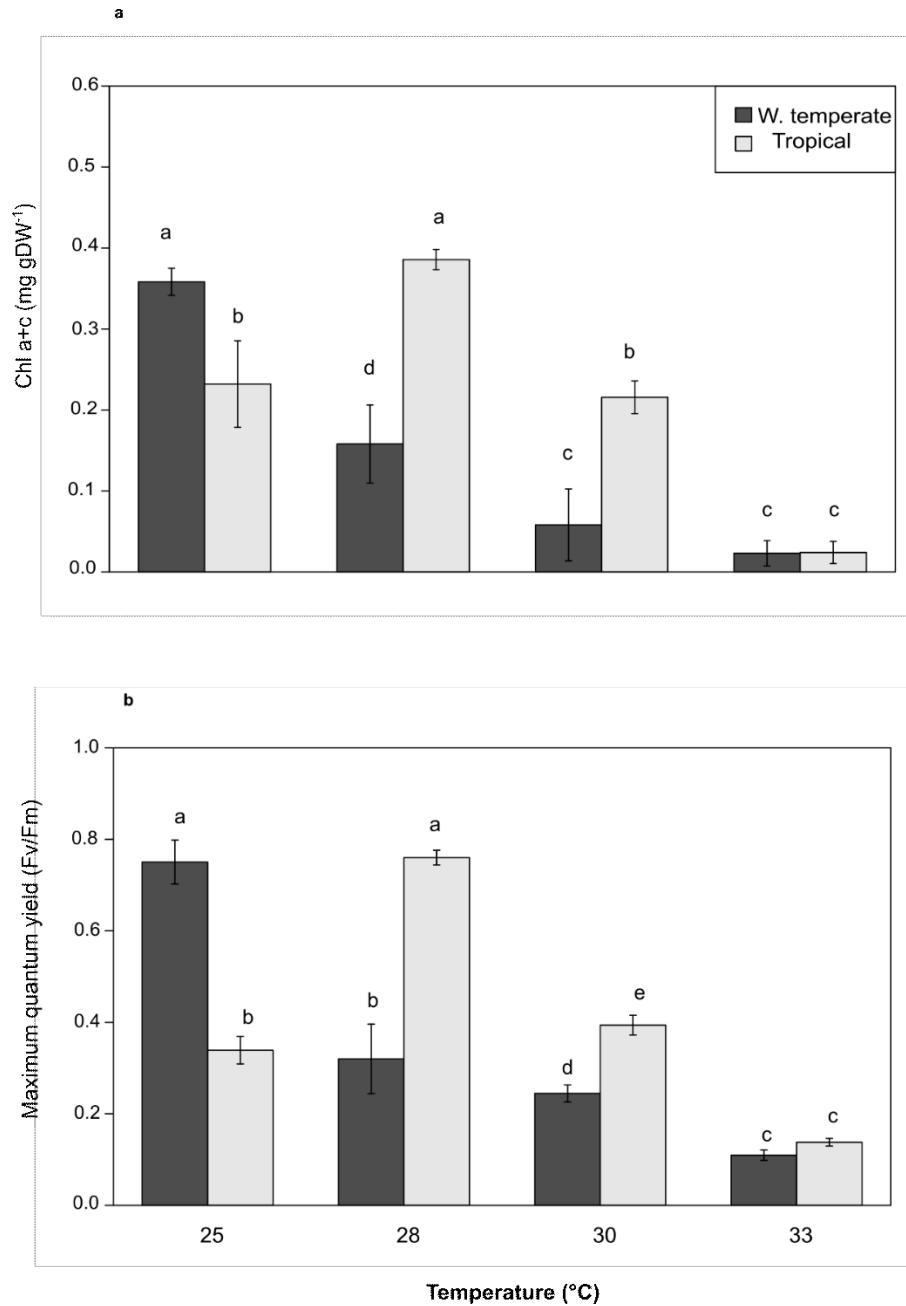 a
0.6
W. temperate
Tropical
0.5
a
a
0.4
b
b
0.3
d
0.2
c
c
c
0.1
0.0
Chl a+c (mg gDW⁻¹)
b
1.0
a
a
0.8
0.6
e
b
b
0.4
d
0.2
c
c
0.0
Maximum quantum yield (Fv/Fm)
25
28
30
33
Temperature (°C)